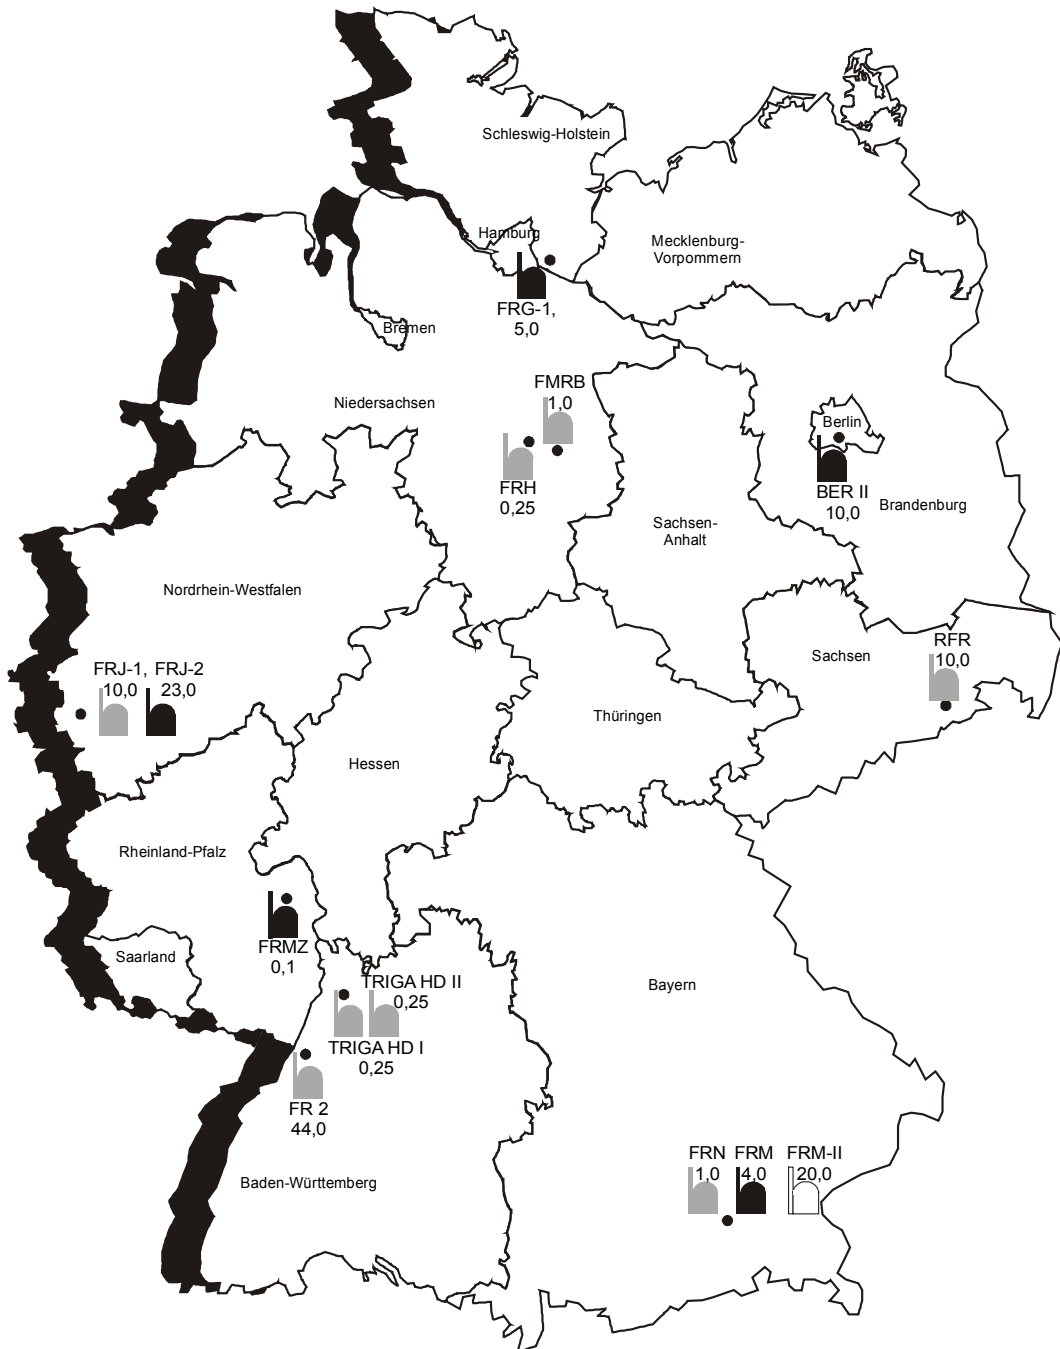 Schleswig-Holstein
Hamburg
Mecklenburg-
Vorpommern
FRG-1,
5,0
Bremen
Niedersachsen
FMRB
1,0
FRH
0,25
Berlin
BER II
10,0
Brandenburg
Sachsen-
Anhalt
Nordrhein-Westfalen
FRJ-1, FRJ-2
10,0 23,0
Sachsen
RFR
10,0
Thüringen
Hessen
Rheinland-Pfalz
FRMZ
0,1
Saarland
TRIGA HD II
0,25
TRIGA HD I
0,25
FR 2
44,0
Bayern
Baden-Württemberg
FRN FRM FRM-II
1,0 4,0 20,0